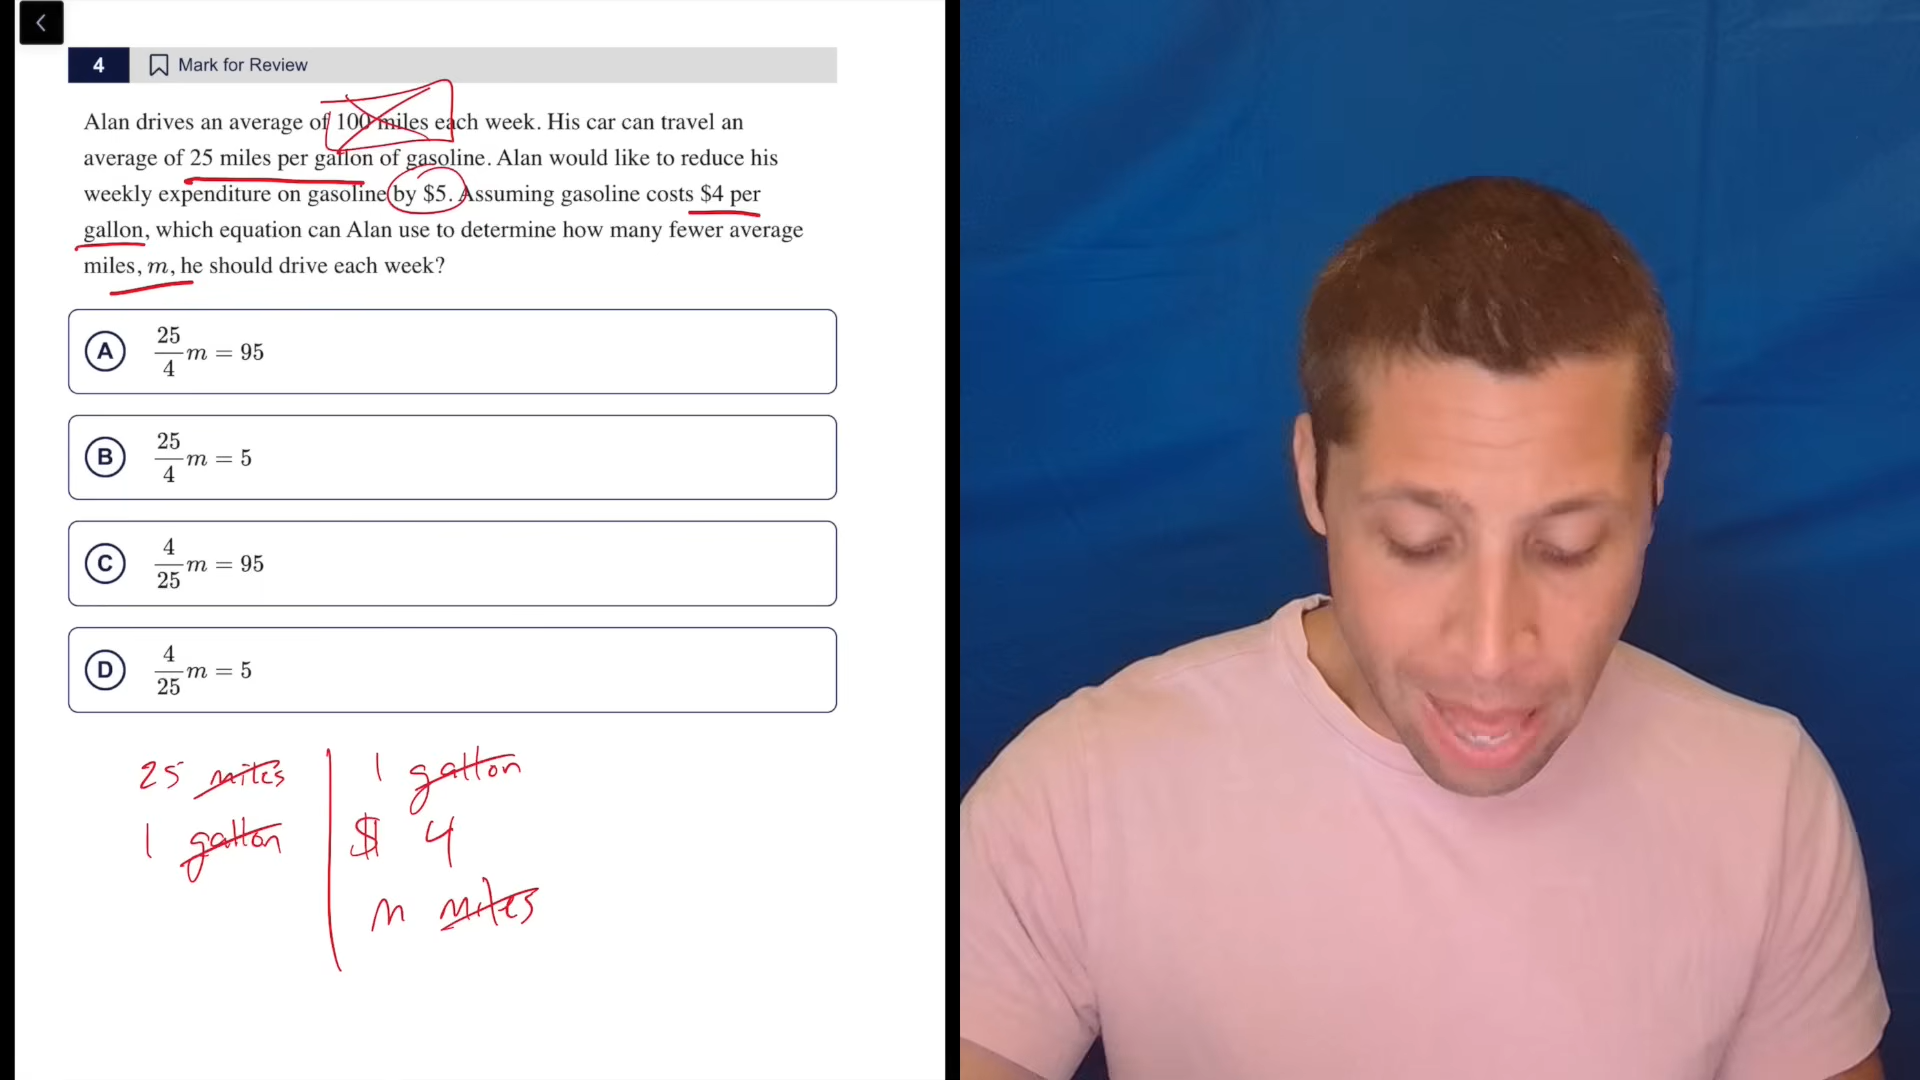 4 Mark for Review
Alan drives an average of 100 miles each week. His car can travel an
average of 25 miles per gallon of gasoline. Alan would like to reduce his
weekly expenditure on gasoline by $5. Assuming gasoline costs $4 per
gallon, which equation can Alan use to determine how many fewer average
miles, m, he should drive each week?
A 25/4 m = 95
B 25/4 m = 5
C 4/25 m = 95
D 4/25 m = 5
25 miles 1 gallon
1 gallon $ 4
m miles